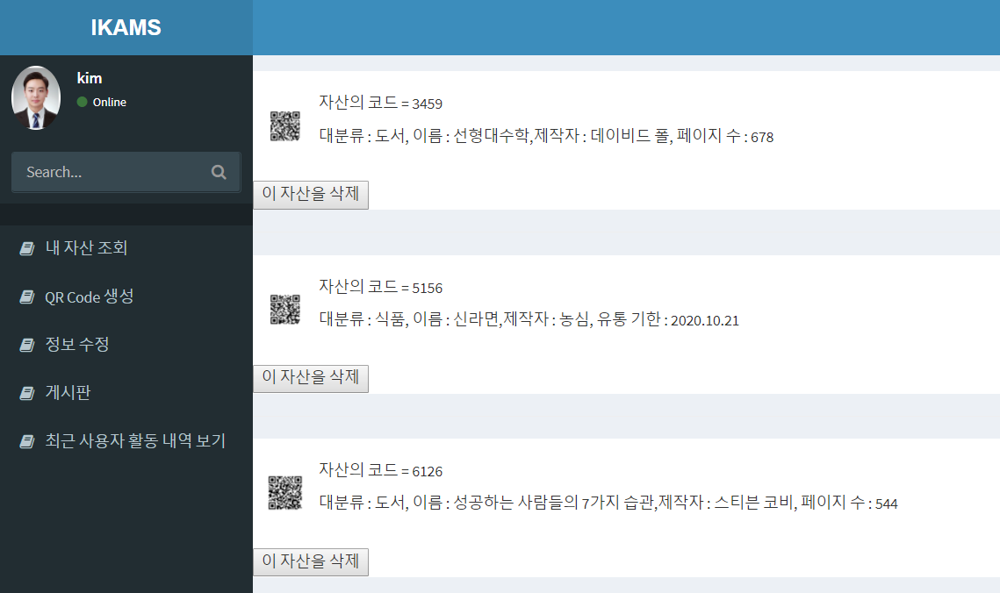 IKAMS
kim
Online
Search...
내 자산 조회
QR Code 생성
정보 수정
게시판
최근 사용자 활동 내역 보기
자산의 코드 = 3459
대분류 : 도서, 이름 : 선형대수학,제작자 : 데이비드 폴, 페이지 수 : 678
이 자산을 삭제
자산의 코드 = 5156
대분류 : 식품, 이름 : 신라면,제작자 : 농심, 유통 기한 : 2020.10.21
이 자산을 삭제
자산의 코드 = 6126
대분류 : 도서, 이름 : 성공하는 사람들의 7가지 습관,제작자 : 스티븐 코비, 페이지 수 : 544
이 자산을 삭제